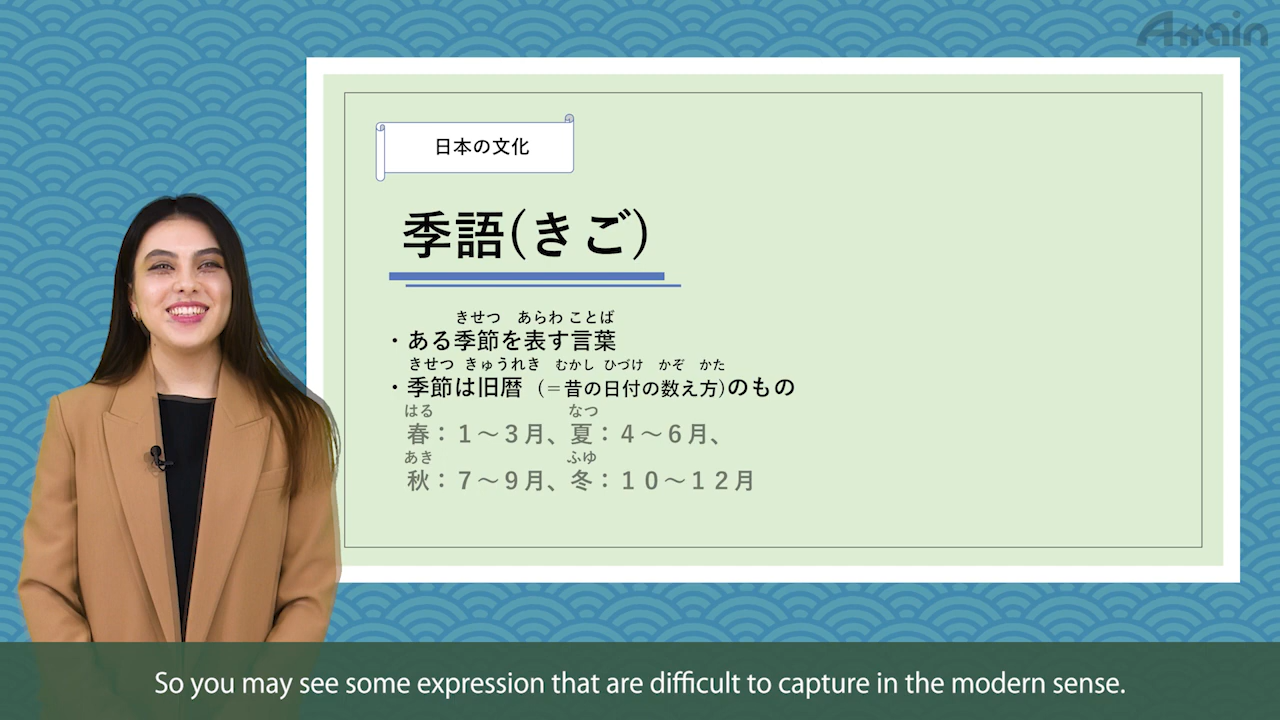 Attain
日本の文化
季語(きご)
きせつ あらわ ことば
・ある季節を表す言葉
きせつ きゅうれき むかし ひづけ かぞ かた
・季節は旧暦 (＝昔の日付の数え方)のもの
はる なつ
春：１～３月、夏：４～６月、
あき ふゆ
秋：７～９月、冬：１０～１２月
So you may see some expression that are difficult to capture in the modern sense.